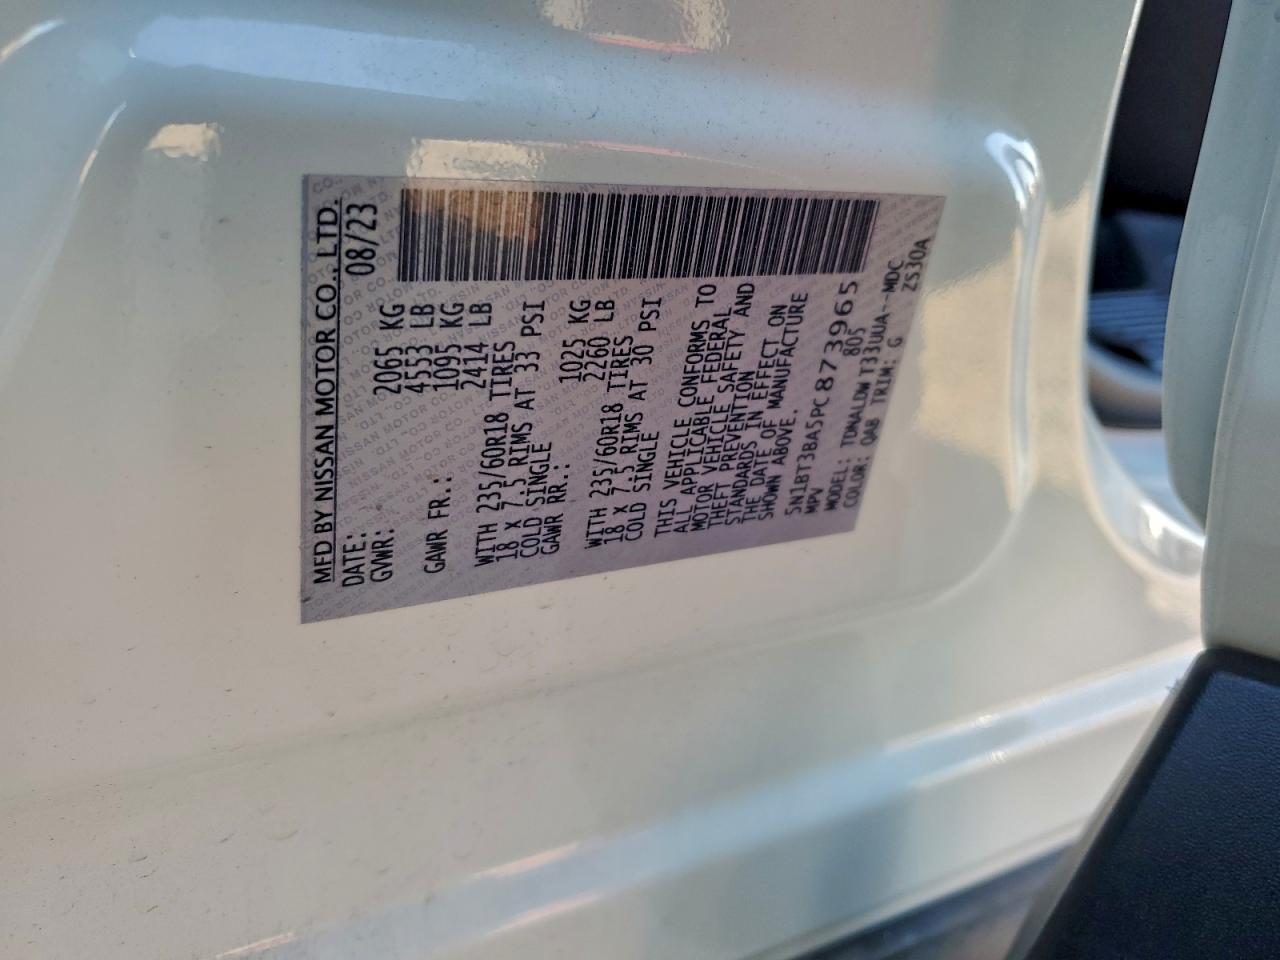 MFD BY NISSAN MOTOR CO., LTD.
DATE: 08/23
GVWR: 2065 KG
4553 LB
GAWR FR.: 1095 KG
2414 LB
WITH 235/60R18 TIRES
18 X 7.5 RIMS AT 33 PSI
COLD SINGLE
GAWR RR.: 1025 KG
2260 LB
WITH 235/60R18 TIRES
18 X 7.5 RIMS AT 30 PSI
COLD SINGLE
THIS VEHICLE CONFORMS TO
ALL APPLICABLE FEDERAL
MOTOR VEHICLE SAFETY AND
THEFT PREVENTION
STANDARDS IN EFFECT ON
THE DATE OF MANUFACTURE
SHOWN ABOVE.
5N1BT3BA5PC873965
MPV 805
MODEL: TDNALDW T33UUA--MDC
COLOR: QAB TRIM: G ZS30A